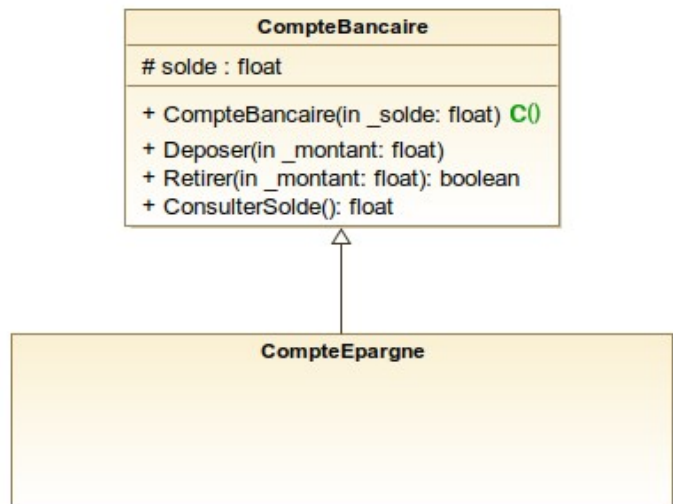 CompteBancaire
# solde : float
+ CompteBancaire(in _solde: float) C()
+ Deposer(in _montant: float)
+ Retirer(in _montant: float): boolean
+ ConsulterSolde(): float
CompteEpargne